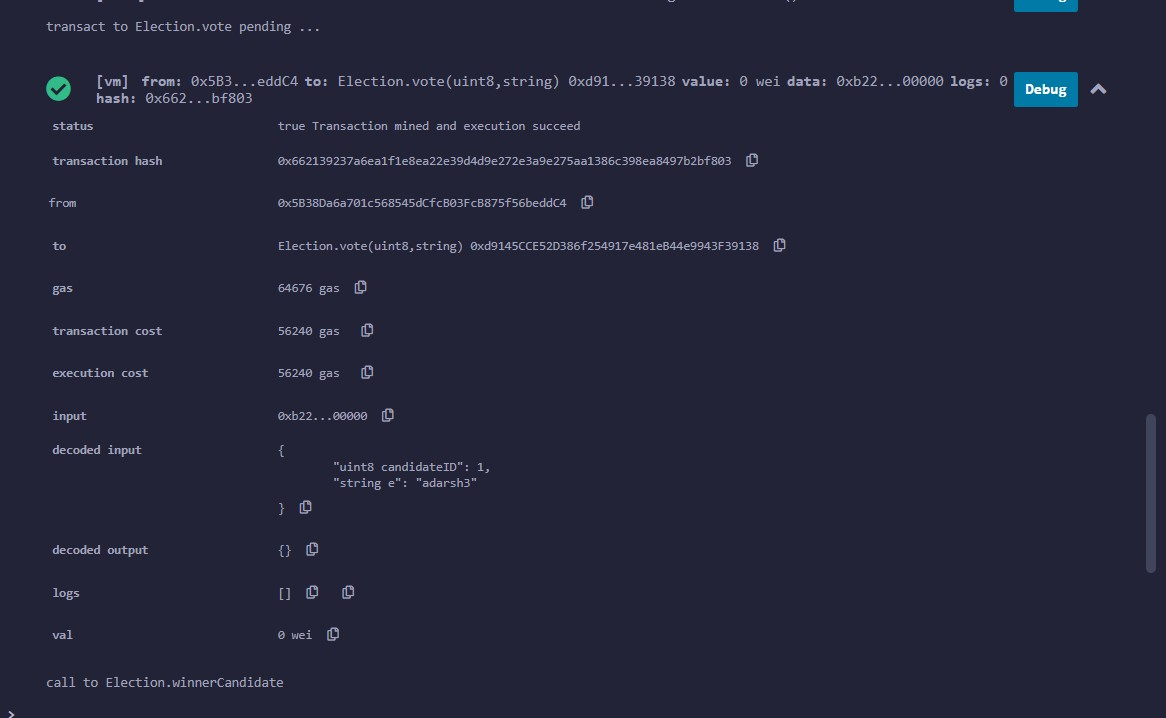 transact to Election.vote pending ...
[vm] from: 0x5B3...eddC4 to: Election.vote(uint8,string) 0xd91...39138 value: 0 wei data: 0xb22...00000 logs: 0
hash: 0x662...bf803
Debug
status true Transaction mined and execution succeed
transaction hash 0x662139237a6ea1f1e8ea22e39d4d9e272e3a9e275aa1386c398ea8497b2bf803
from 0x5B38Da6a701c568545dCfcB03FcB875f56beddC4
to Election.vote(uint8,string) 0xd9145CCE52D386f254917e481eB44e9943F39138
gas 64676 gas
transaction cost 56240 gas
execution cost 56240 gas
input 0xb22...00000
decoded input {
"uint8 candidateID": 1,
"string e": "adarsh3"
}
decoded output {}
logs []
val 0 wei
call to Election.winnerCandidate
>